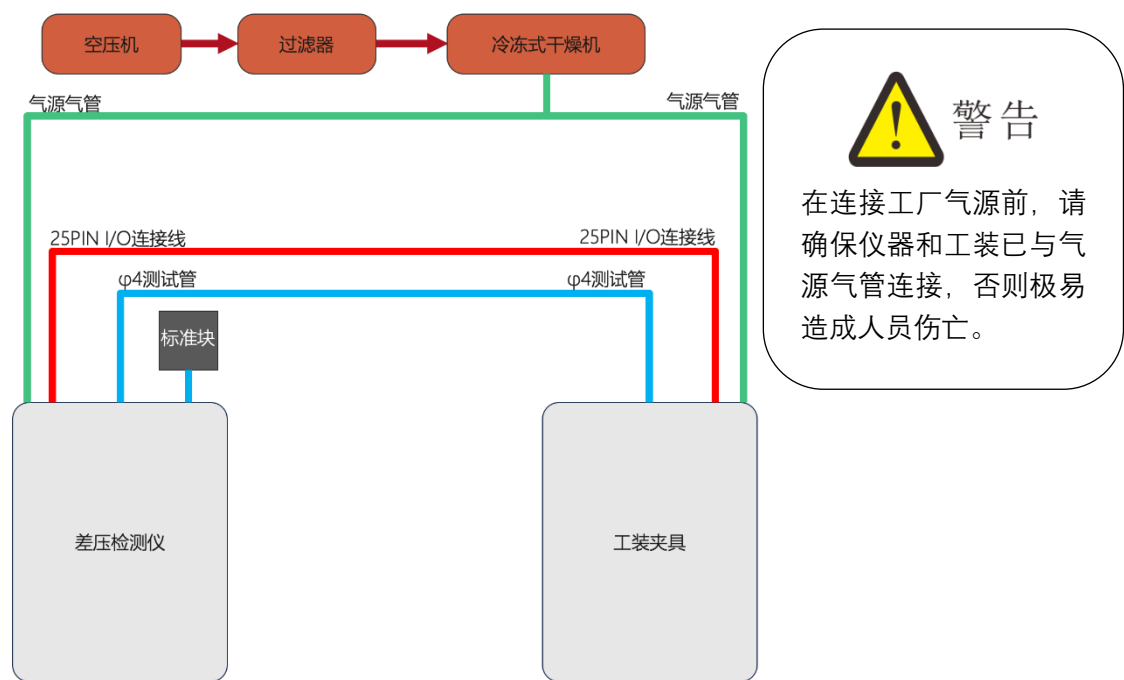 空压机
过滤器
冷冻式干燥机
气源气管
气源气管
25PIN I/O连接线
25PIN I/O连接线
φ4测试管
φ4测试管
标准块
差压检测仪
工装夹具
警告
在连接工厂气源前，请
确保仪器和工装已与气
源气管连接，否则极易
造成人员伤亡。